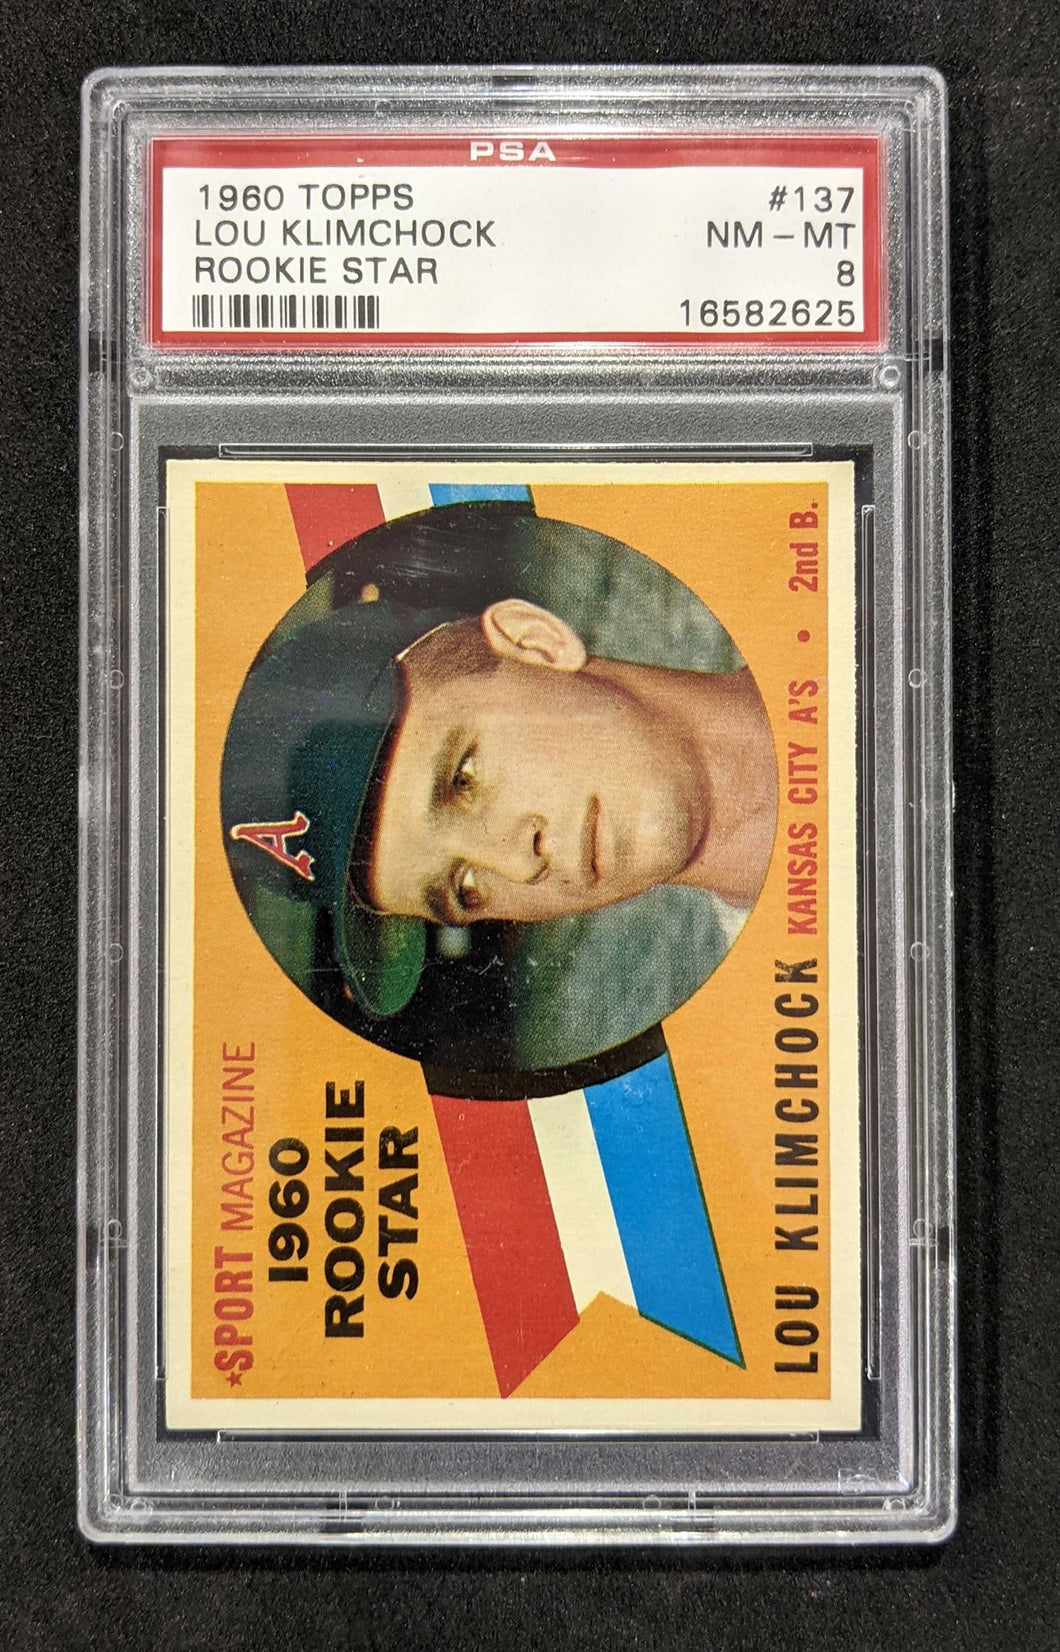 PSA
1960 TOPPS
#137
LOU KLIMCHOCK
NM - MT
ROOKIE STAR
8
16582625
★SPORT MAGAZINE
1960
ROOKIE
STAR
A
LOU KLIMCHOCK KANSAS CITY A'S • 2nd B.